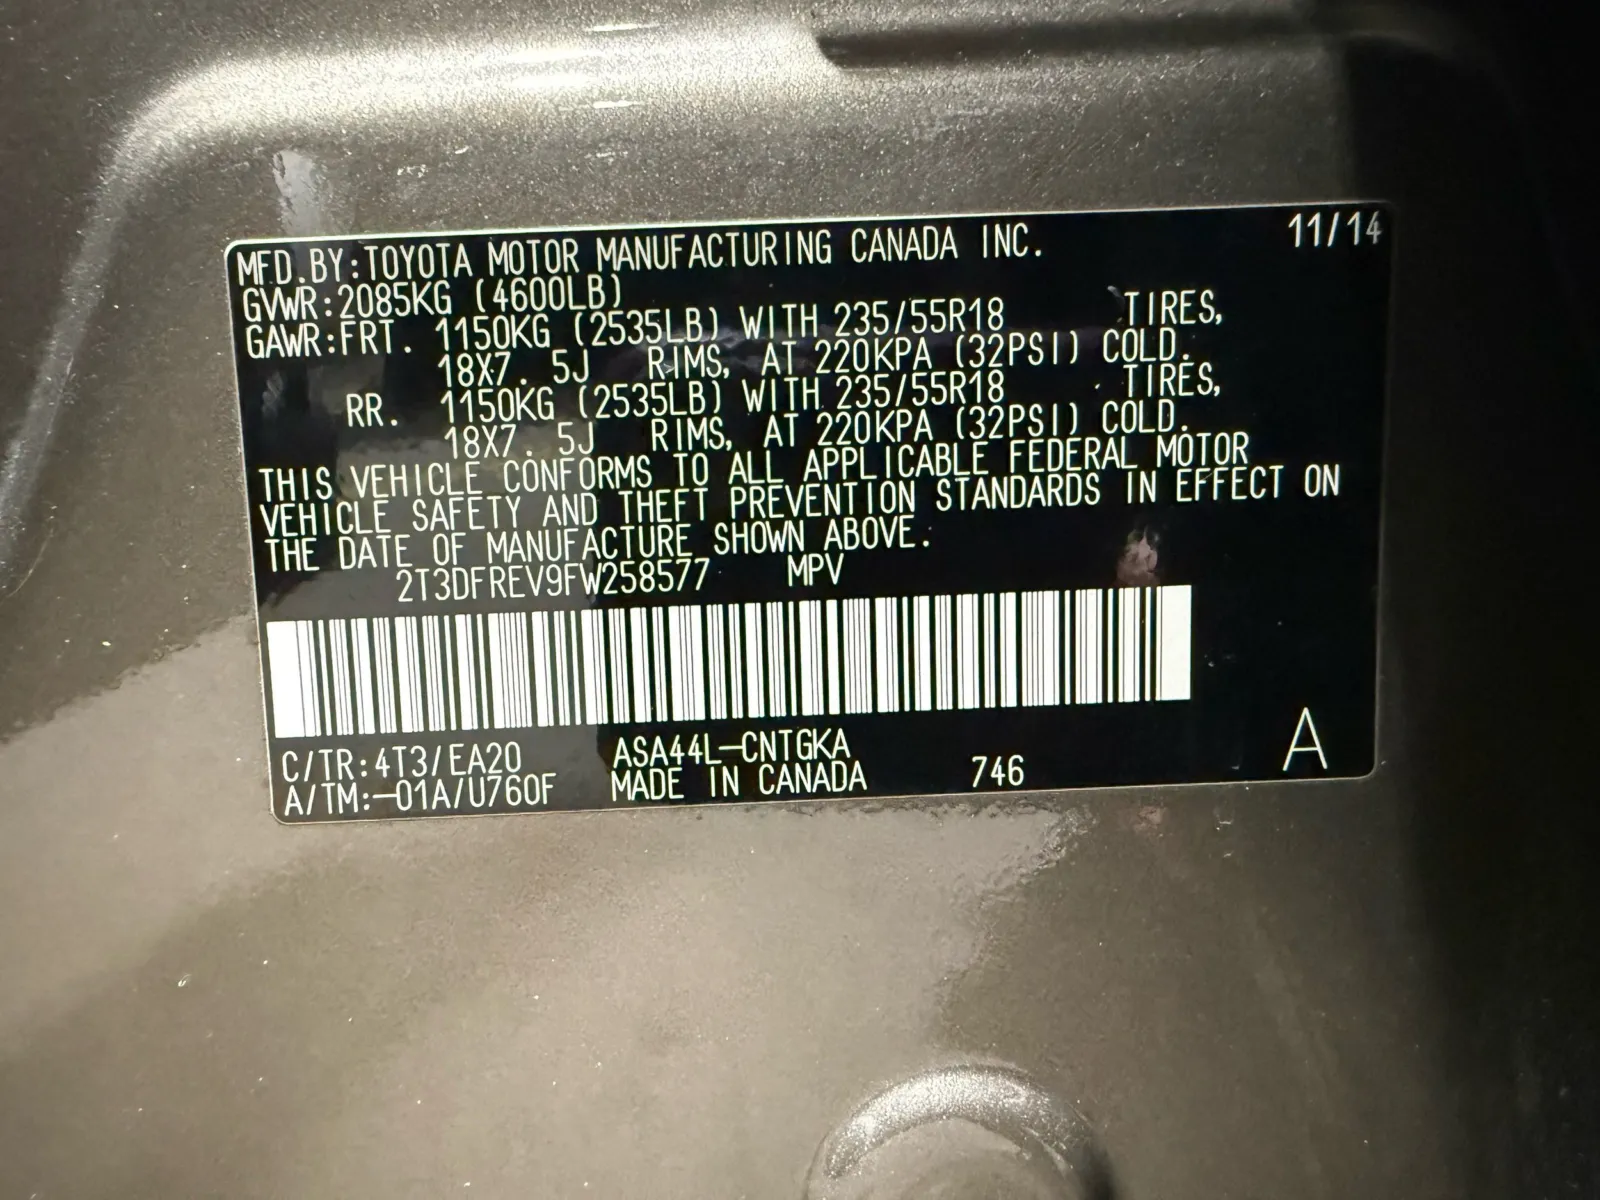 11/14
MFD.BY:TOYOTA MOTOR MANUFACTURING CANADA INC.
GVWR:2085KG (4600LB)
GAWR:FRT. 1150KG (2535LB) WITH 235/55R18 TIRES,
18X7. 5J RIMS, AT 220KPA (32PSI) COLD.
RR. 1150KG (2535LB) WITH 235/55R18 TIRES,
18X7. 5J RIMS, AT 220KPA (32PSI) COLD.
THIS VEHICLE CONFORMS TO ALL APPLICABLE FEDERAL MOTOR
VEHICLE SAFETY AND THEFT PREVENTION STANDARDS IN EFFECT ON
THE DATE OF MANUFACTURE SHOWN ABOVE.
2T3DFREV9FW258577 MPV
C/TR:4T3/EA20 ASA44L-CNTGKA
A/TM:-01A/U760F MADE IN CANADA 746 A